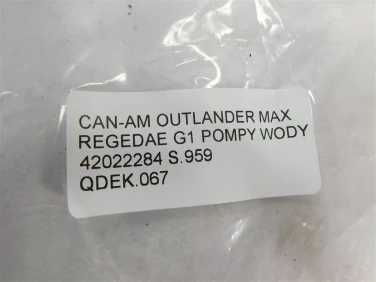 CAN-AM OUTLANDER MAX
REGEDAE G1 POMPY WODY
42022284 S.959
QDEK.067